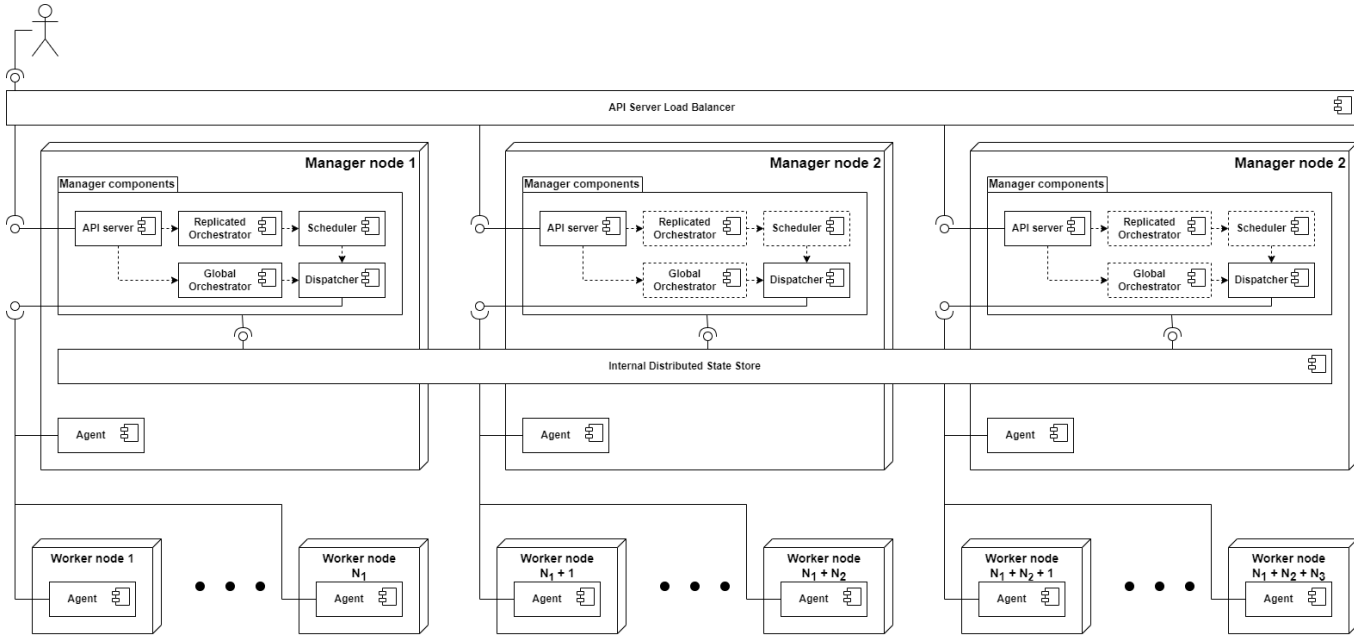 API Server Load Balancer
Manager node 1
Manager components
API server
Replicated
Orchestrator
Scheduler
Global
Orchestrator
Dispatcher
Manager node 2
Manager components
API server
Replicated
Orchestrator
Scheduler
Global
Orchestrator
Dispatcher
Manager node 2
Manager components
API server
Replicated
Orchestrator
Scheduler
Global
Orchestrator
Dispatcher
Internal Distributed State Store
Agent
Agent
Agent
Worker node 1
Agent
Worker node
N₁
Agent
Worker node
N₁ + 1
Agent
Worker node
N₁ + N₂
Agent
Worker node
N₁ + N₂ + 1
Agent
Worker node
N₁ + N₂ + N₃
Agent